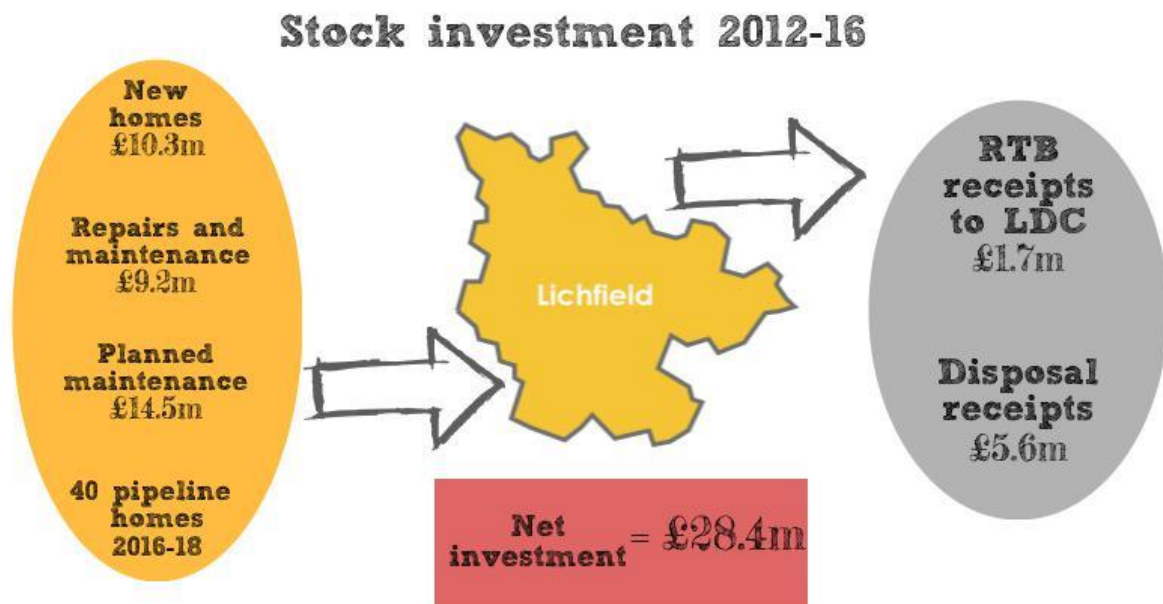 Stock investment 2012-16
New
homes
£10.3m
Repairs and
maintenance
£9.2m
Planned
maintenance
£14.5m
40 pipeline
homes
2016-18
Lichfield
RTB
receipts
to LDC
£1.7m
Disposal
receipts
£5.6m
Net
investment = £28.4m